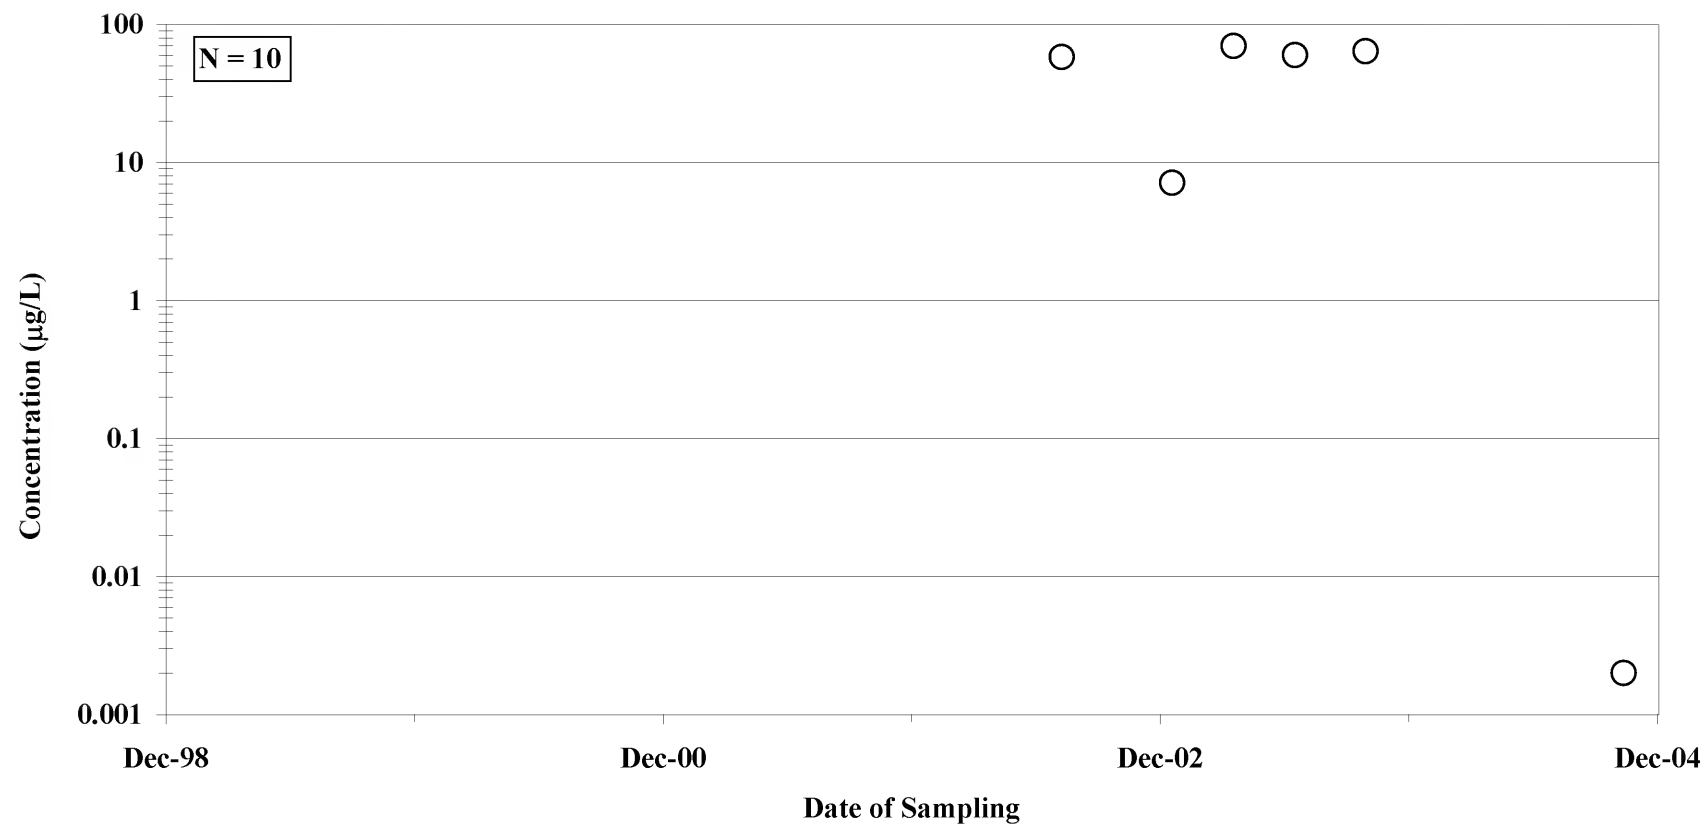 100
N = 10
10
1
0.1
0.01
0.001
Concentration (µg/L)
Dec-98 Dec-00 Dec-02 Dec-04
Date of Sampling